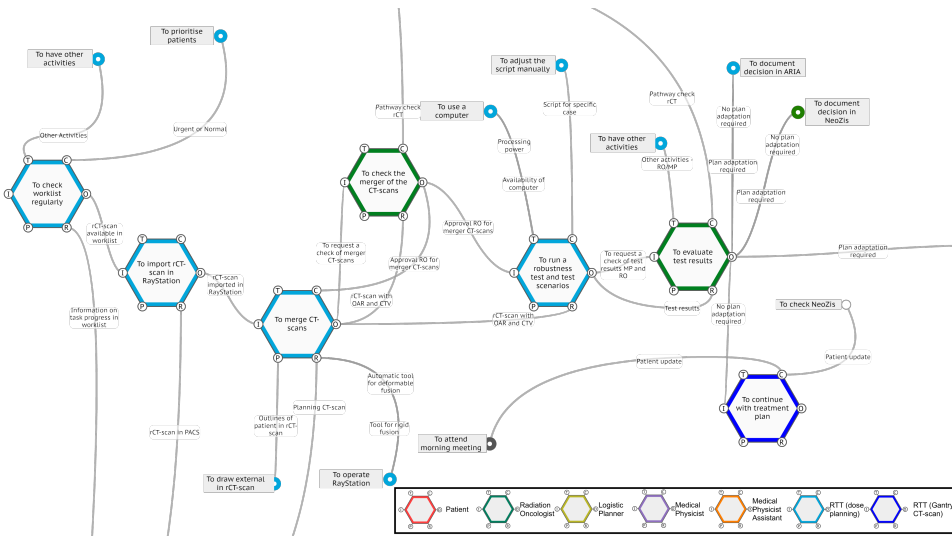 To prioritise
patients
To have other
activities
Other Activities
Urgent or Normal
T
C
I
To check
worklist
regularly
O
P
R
rCT-scan
available in
worklist
Information on
task progress in
worklist
T
C
I
To import rCT-
scan in
RayStation
O
P
R
rCT-scan
imported in
RayStation
rCT-scan in PACS
Pathway check
rCT
T
C
I
To check the
merger of the
CT-scans
O
P
R
To request a
check of merger
CT-scans
Approval RO for
merger CT-scans
Approval RO for
merger CT-scans
rCT-scan with
OAR and CTV
T
C
I
To merge CT-
scans
O
P
R
rCT-scan with
OAR and CTV
Automatic tool
for deformable
fusion
Planning CT-scan
Outlines of
patient in rCT-
scan
Tool for rigid
fusion
To draw external
in rCT-scan
To operate
RayStation
To attend
morning meeting
To adjust the
script manually
To use a
computer
Script for specific
case
Processing
power
Availability of
computer
T
C
I
To run a
robustness
test and test
scenarios
O
P
R
To request a
check of test
results MP and
RO
Test results
Pathway check
rCT
To have other
activities
Other activities
RO/MP
T
C
I
To evaluate
test results
O
P
R
To document
decision in ARIA
To document
decision in
NeoZis
No plan
adaptation
required
No plan
adaptation
required
Plan adaptation
required
Plan adaptation
required
Plan adaptation
required
No plan
adaptation
required
To check NeoZis
Patient update
Patient update
T
C
I
To continue
with treatment
plan
O
P
R
Patient
Radiation
Oncologist
Logistic
Planner
Medical
Physicist
Medical
Physicist
Assistant
RTT (dose
planning)
RTT (Gantry
CT-scan)